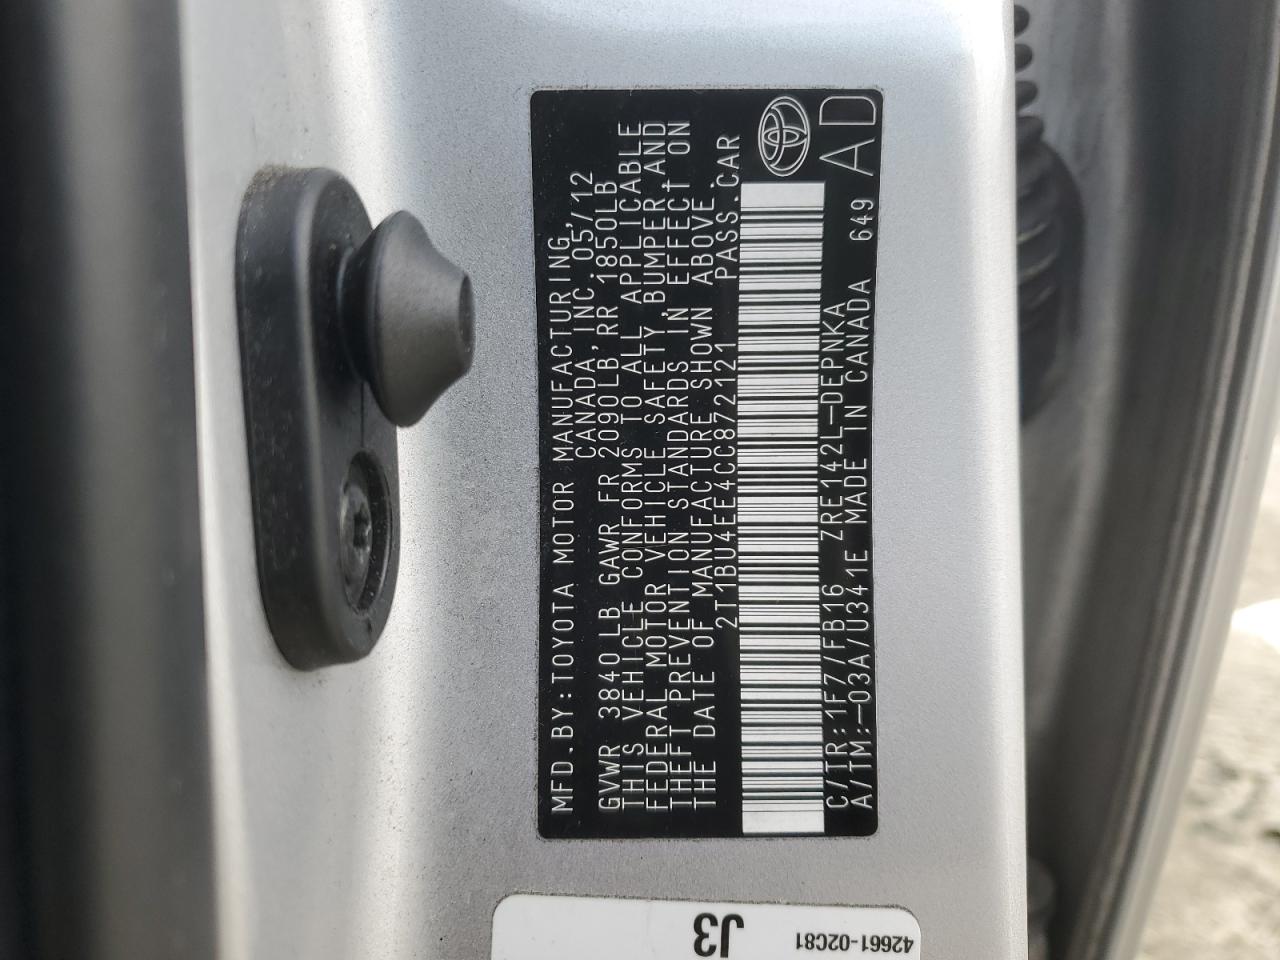 MFD.BY:TOYOTA MOTOR MANUFACTURING,
CANADA, INC. 05/12
GVWR 3840LB GAWR FR 2090LB,RR 1850LB
THIS VEHICLE CONFORMS TO ALL APPLICABLE
FEDERAL MOTOR VEHICLE SAFETY,BUMPER,AND
THEFT PREVENTION STANDARDS IN EFFECT ON
THE DATE OF MANUFACTURE SHOWN ABOVE.
2T1BU4EE4CC872121 PASS.CAR
C/TR:1F7/FB16 ZRE142L-DEPNKA
A/TM:-03A/U341E MADE IN CANADA 649
AD
J3
42661-02C81